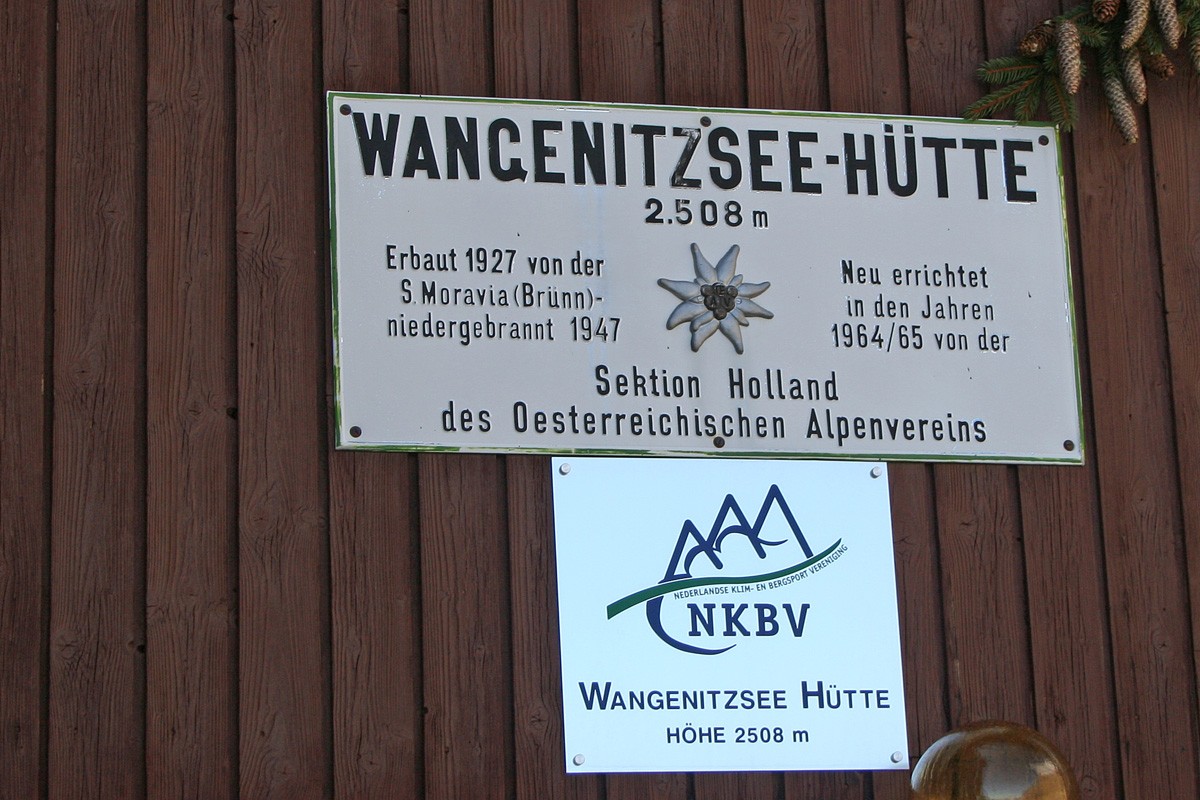 WANGENITZSEE-HÜTTE
2.508 m
Erbaut 1927 von der
S. Moravia (Brünn)-
niedergebrannt 1947
Neu errichtet
in den Jahren
1964/65 von der
Sektion Holland
des Oesterreichischen Alpenvereins
NEDERLANDSE KLIM- EN BERGSPORT VERENIGING
NKBV
WANGENITZSEE HÜTTE
HÖHE 2508 m